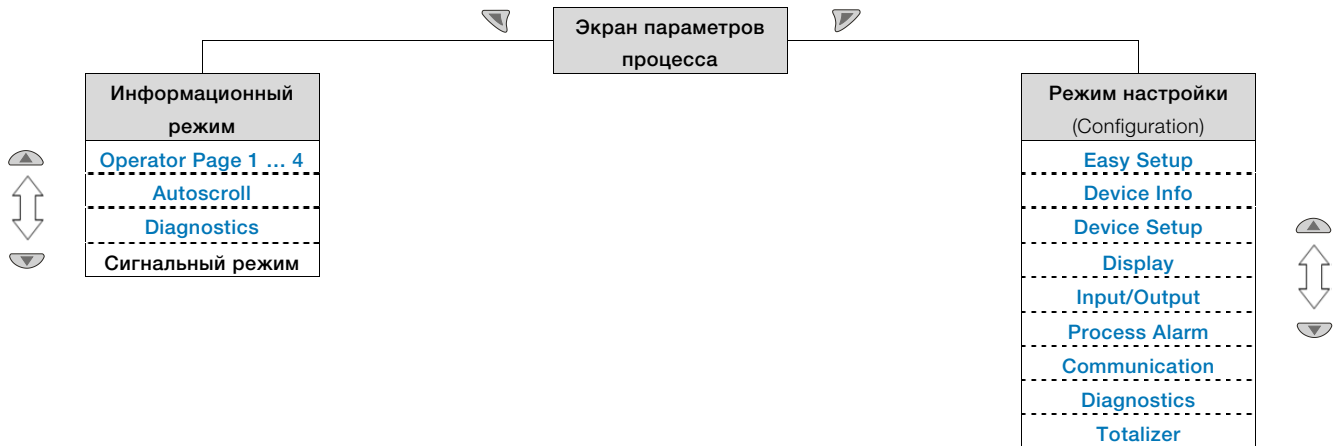 Экран параметров
процесса
Информационный
режим
Operator Page 1 … 4
Autoscroll
Diagnostics
Сигнальный режим
Режим настройки
(Configuration)
Easy Setup
Device Info
Device Setup
Display
Input/Output
Process Alarm
Communication
Diagnostics
Totalizer